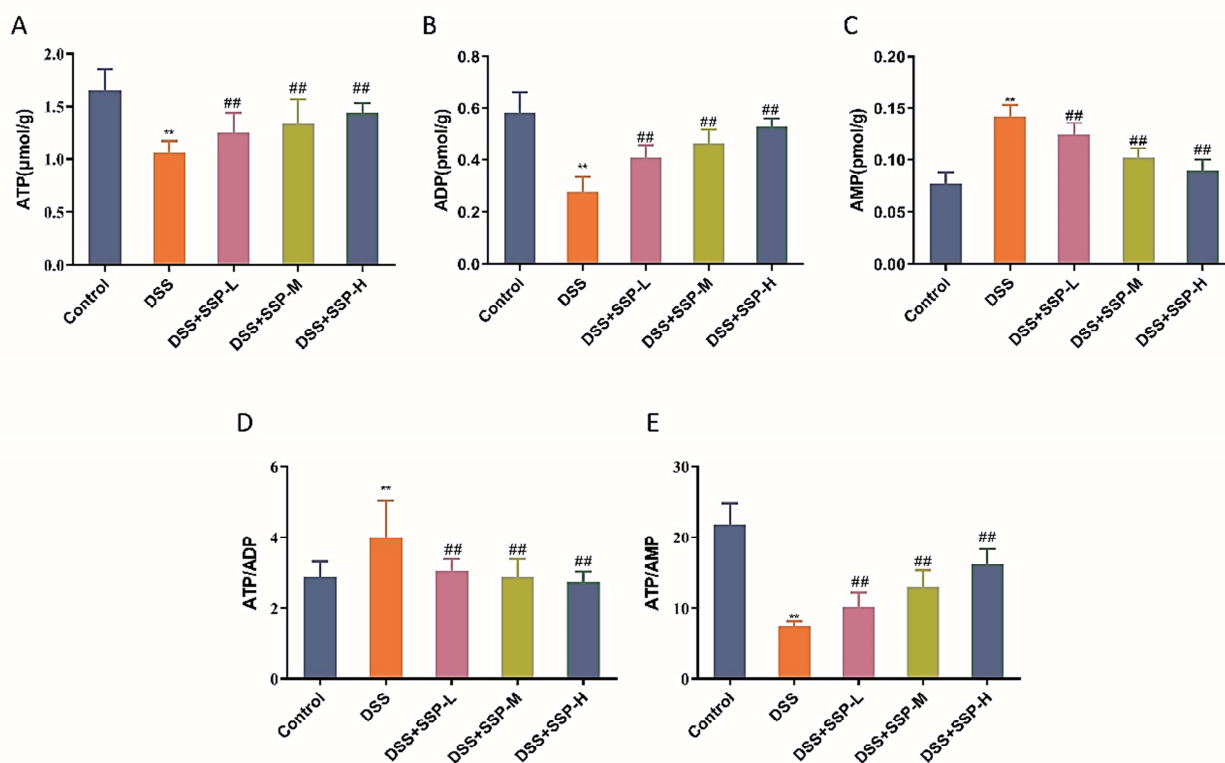 A
ATP(μmol/g)
2.0
1.5
1.0
0.5
0.0
**
##
##
##
Control
DSS
DSS+SSP-L
DSS+SSP-M
DSS+SSP-H
B
ADP(pmol/g)
0.8
0.6
0.4
0.2
0.0
**
##
##
##
Control
DSS
DSS+SSP-L
DSS+SSP-M
DSS+SSP-H
C
AMP(pmol/g)
0.20
0.15
0.10
0.05
0.00
**
##
##
##
Control
DSS
DSS+SSP-L
DSS+SSP-M
DSS+SSP-H
D
ATP/ADP
6
4
2
0
**
##
##
##
Control
DSS
DSS+SSP-L
DSS+SSP-M
DSS+SSP-H
E
ATP/AMP
30
20
10
0
**
##
##
##
Control
DSS
DSS+SSP-L
DSS+SSP-M
DSS+SSP-H